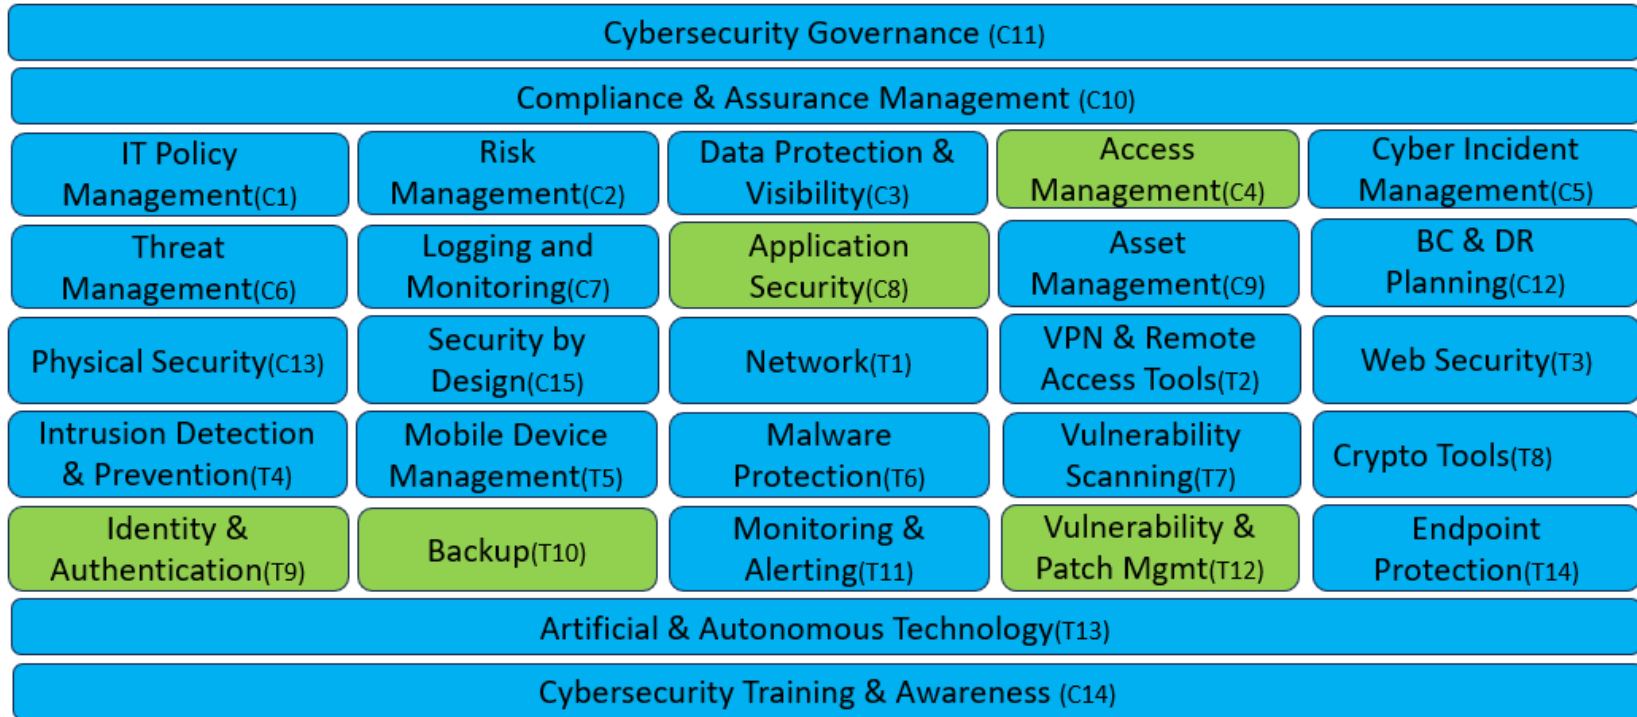 Cybersecurity Governance (C11)
Compliance & Assurance Management (C10)
IT Policy
Management(C1)
Risk
Management(C2)
Data Protection &
Visibility(C3)
Access
Management(C4)
Cyber Incident
Management(C5)
Threat
Management(C6)
Logging and
Monitoring(C7)
Application
Security(C8)
Asset
Management(C9)
BC & DR
Planning(C12)
Physical Security(C13)
Security by
Design(C15)
Network(T1)
VPN & Remote
Access Tools(T2)
Web Security(T3)
Intrusion Detection
& Prevention(T4)
Mobile Device
Management(T5)
Malware
Protection(T6)
Vulnerability
Scanning(T7)
Crypto Tools(T8)
Identity &
Authentication(T9)
Backup(T10)
Monitoring &
Alerting(T11)
Vulnerability &
Patch Mgmt(T12)
Endpoint
Protection(T14)
Artificial & Autonomous Technology(T13)
Cybersecurity Training & Awareness (C14)